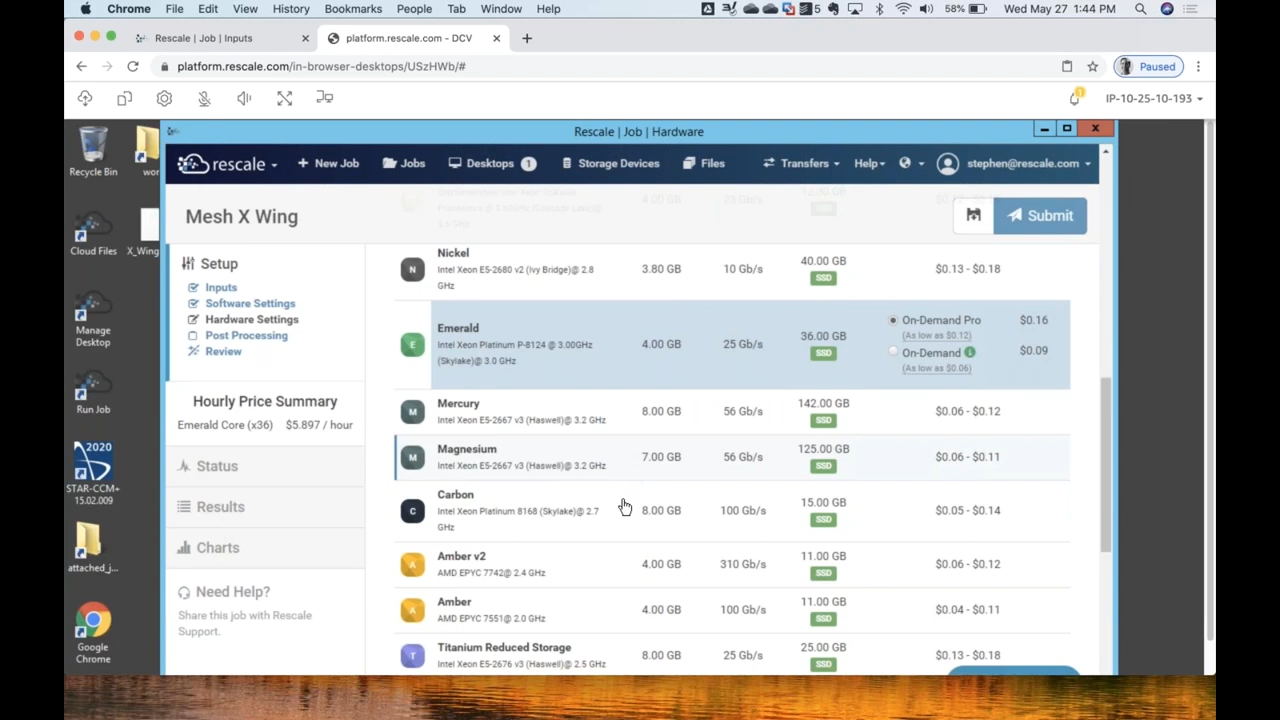 Chrome File Edit View History Bookmarks People Tab Window Help 5 58% Wed May 27 1:44 PM
Rescale | Job | Inputs × platform.rescale.com - DCV × +
platform.rescale.com/in-browser-desktops/USzHWb/# Paused
1 IP-10-25-10-193
Rescale | Job | Hardware
rescale + New Job Jobs Desktops 1 Storage Devices Files Transfers Help stephen@rescale.com
Mesh X Wing Submit
Recycle Bin
wor
Cloud Files
X_Wing
Manage
Desktop
Run Job
2020
STAR-CCM+
15.02.009
attached_j...
Google
Chrome
Setup
Inputs
Software Settings
Hardware Settings
Post Processing
Review
Hourly Price Summary
Emerald Core (x36) $5.897 / hour
Status
Results
Charts
Need Help?
Share this job with Rescale
Support.
4.00 GB 25 Gb/s
Nickel
N Intel Xeon E5-2680 v2 (Ivy Bridge)@ 2.8
GHz
3.80 GB 10 Gb/s 40.00 GB SSD $0.13 - $0.18
Emerald
E Intel Xeon Platinum P-8124 @ 3.00GHz
(Skylake)@ 3.0 GHz
4.00 GB 25 Gb/s 36.00 GB SSD
On-Demand Pro $0.16
(As low as $0.12)
On-Demand $0.09
(As low as $0.06)
Mercury
M Intel Xeon E5-2667 v3 (Haswell)@ 3.2 GHz
8.00 GB 56 Gb/s 142.00 GB SSD $0.06 - $0.12
Magnesium
M Intel Xeon E5-2667 v3 (Haswell)@ 3.2 GHz
7.00 GB 56 Gb/s 125.00 GB SSD $0.06 - $0.11
Carbon
C Intel Xeon Platinum 8168 (Skylake)@ 2.7
GHz
8.00 GB 100 Gb/s 15.00 GB SSD $0.05 - $0.14
Amber v2
A AMD EPYC 7742@ 2.4 GHz
4.00 GB 310 Gb/s 11.00 GB SSD $0.06 - $0.12
Amber
A AMD EPYC 7551@ 2.0 GHz
4.00 GB 100 Gb/s 11.00 GB SSD $0.04 - $0.11
Titanium Reduced Storage
T Intel Xeon E5-2676 v3 (Haswell)@ 2.5 GHz
8.00 GB 25 Gb/s 25.00 GB SSD $0.13 - $0.18